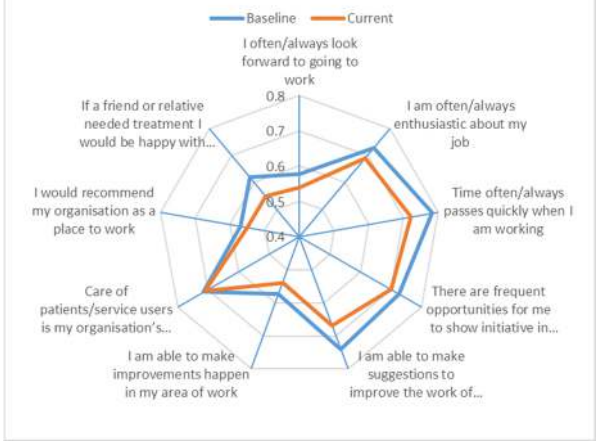 Baseline
Current
I often/always look
forward to going to
work
0.8
0.7
0.6
0.5
0.4
I am often/always
enthusiastic about my
job
Time often/always
passes quickly when I
am working
There are frequent
opportunities for me
to show initiative in...
I am able to make
suggestions to
improve the work of...
I am able to make
improvements happen
in my area of work
Care of
patients/service users
is my organisation's...
I would recommend
my organisation as a
place to work
If a friend or relative
needed treatment I
would be happy with...